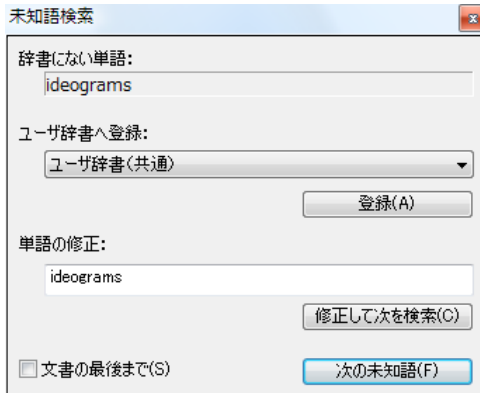 未知語検索
辞書にない単語:
ideograms
ユーザ辞書へ登録:
ユーザ辞書(共通)
登録(A)
単語の修正:
ideograms
修正して次を検索(C)
文書の最後まで(S)
次の未知語(F)